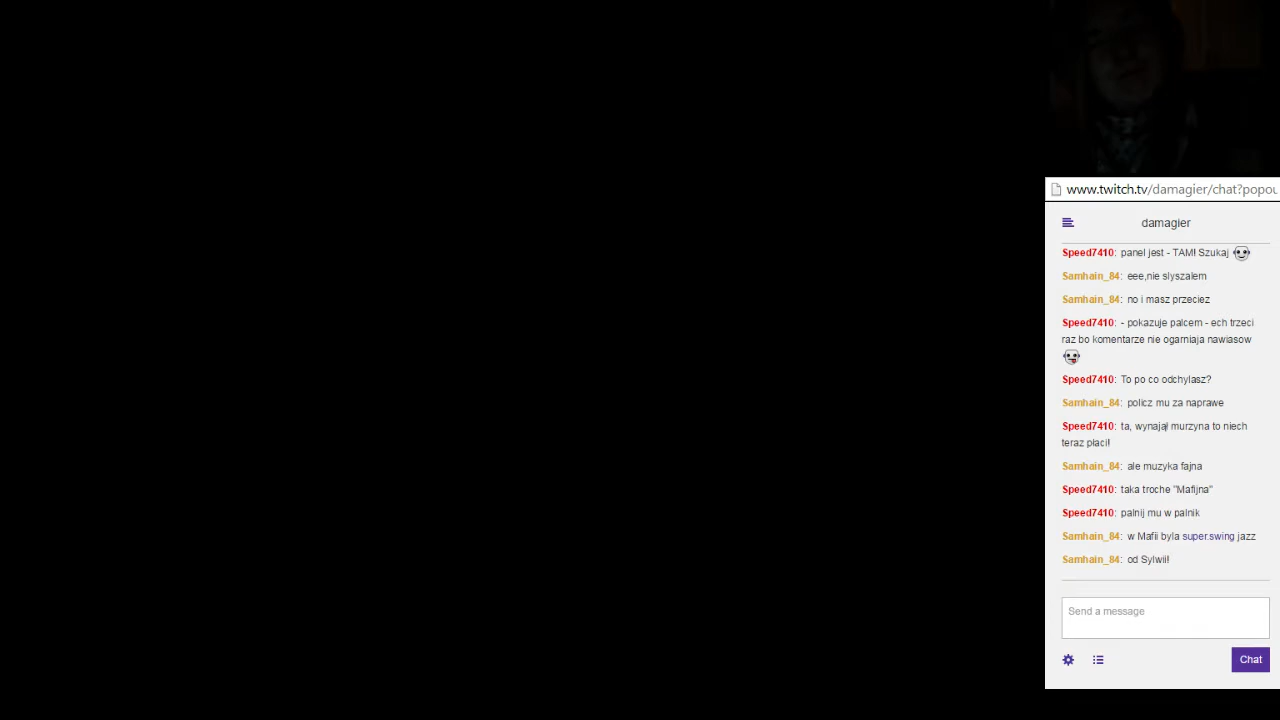 www.twitch.tv/damagier/chat?popou
damagier
Speed7410: panel jest - TAM! Szukaj
Samhain_84: eee,nie slyszalem
Samhain_84: no i masz przeciez
Speed7410: - pokazuje palcem - ech trzeci
raz bo komentarze nie ogarniaja nawiasow
Speed7410: To po co odchylasz?
Samhain_84: policz mu za naprawe
Speed7410: ta, wynajął murzyna to niech
teraz płaci!
Samhain_84: ale muzyka fajna
Speed7410: taka troche "Mafijna"
Speed7410: palnij mu w palnik
Samhain_84: w Mafii byla super.swing jazz
Samhain_84: od Sylwii!
Send a message
Chat